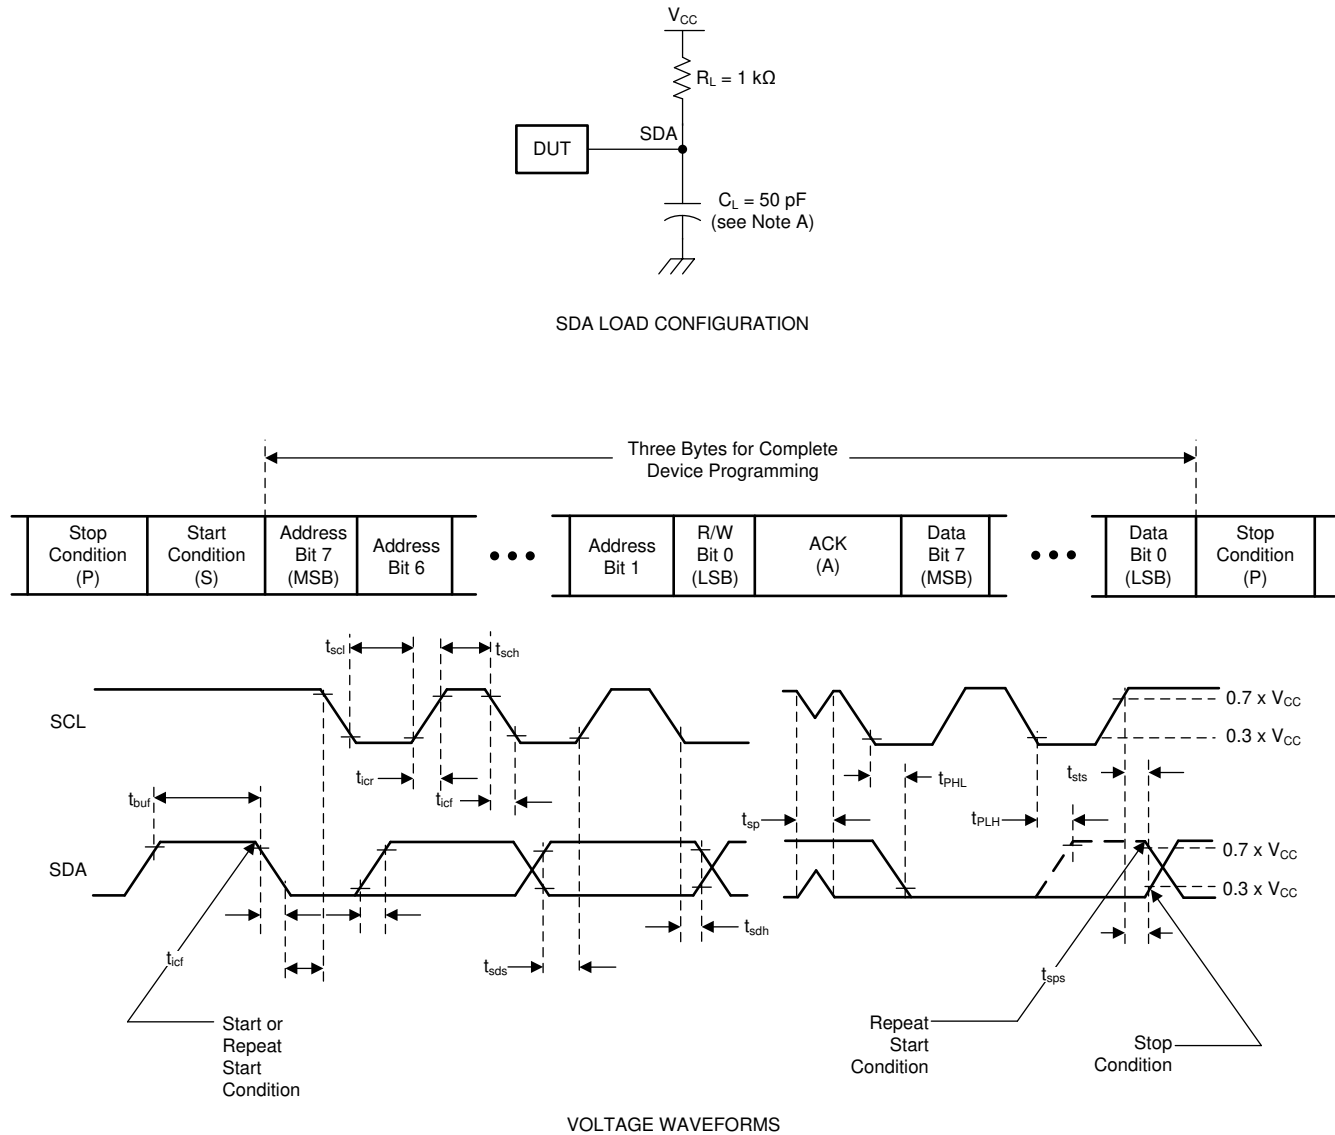 VCC
RL = 1 kΩ
SDA
DUT
CL = 50 pF
(see Note A)
SDA LOAD CONFIGURATION
Three Bytes for Complete
Device Programming
Stop
Condition
(P)
Start
Condition
(S)
Address
Bit 7
(MSB)
Address
Bit 6
•••
Address
Bit 1
R/W
Bit 0
(LSB)
ACK
(A)
Data
Bit 7
(MSB)
•••
Data
Bit 0
(LSB)
Stop
Condition
(P)
tscl
tsch
SCL
0.7 x VCC
0.3 x VCC
ticr
ticf
tPHL
tsts
tbuf
tsp
tPLH
SDA
0.7 x VCC
0.3 x VCC
ticf
tsds
tsdh
tsps
Start or
Repeat
Start
Condition
Repeat
Start
Condition
Stop
Condition
VOLTAGE WAVEFORMS